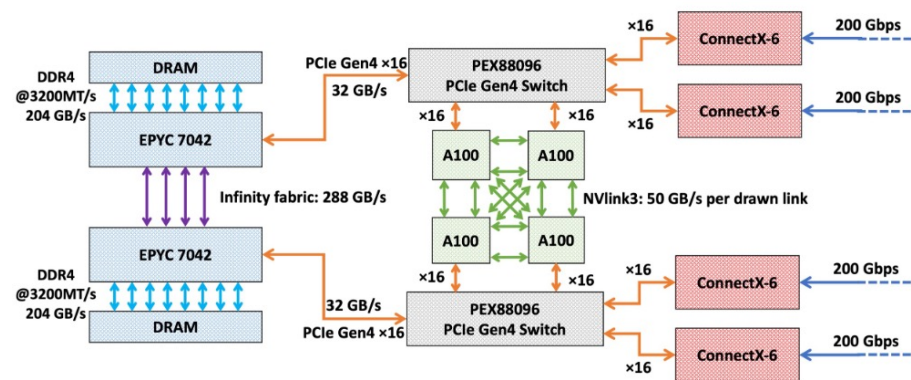 ×16
200 Gbps
ConnectX-6
PEX88096
PCIe Gen4 Switch
DRAM
PCIe Gen4 ×16
32 GB/s
DDR4
@3200MT/s
204 GB/s
×16
200 Gbps
ConnectX-6
EPYC 7042
×16
×16
A100
A100
Infinity fabric: 288 GB/s
NVlink3: 50 GB/s per drawn link
EPYC 7042
A100
A100
DDR4
@3200MT/s
204 GB/s
×16
×16
×16
200 Gbps
ConnectX-6
32 GB/s
PCIe Gen4 ×16
PEX88096
PCIe Gen4 Switch
DRAM
200 Gbps
ConnectX-6
×16